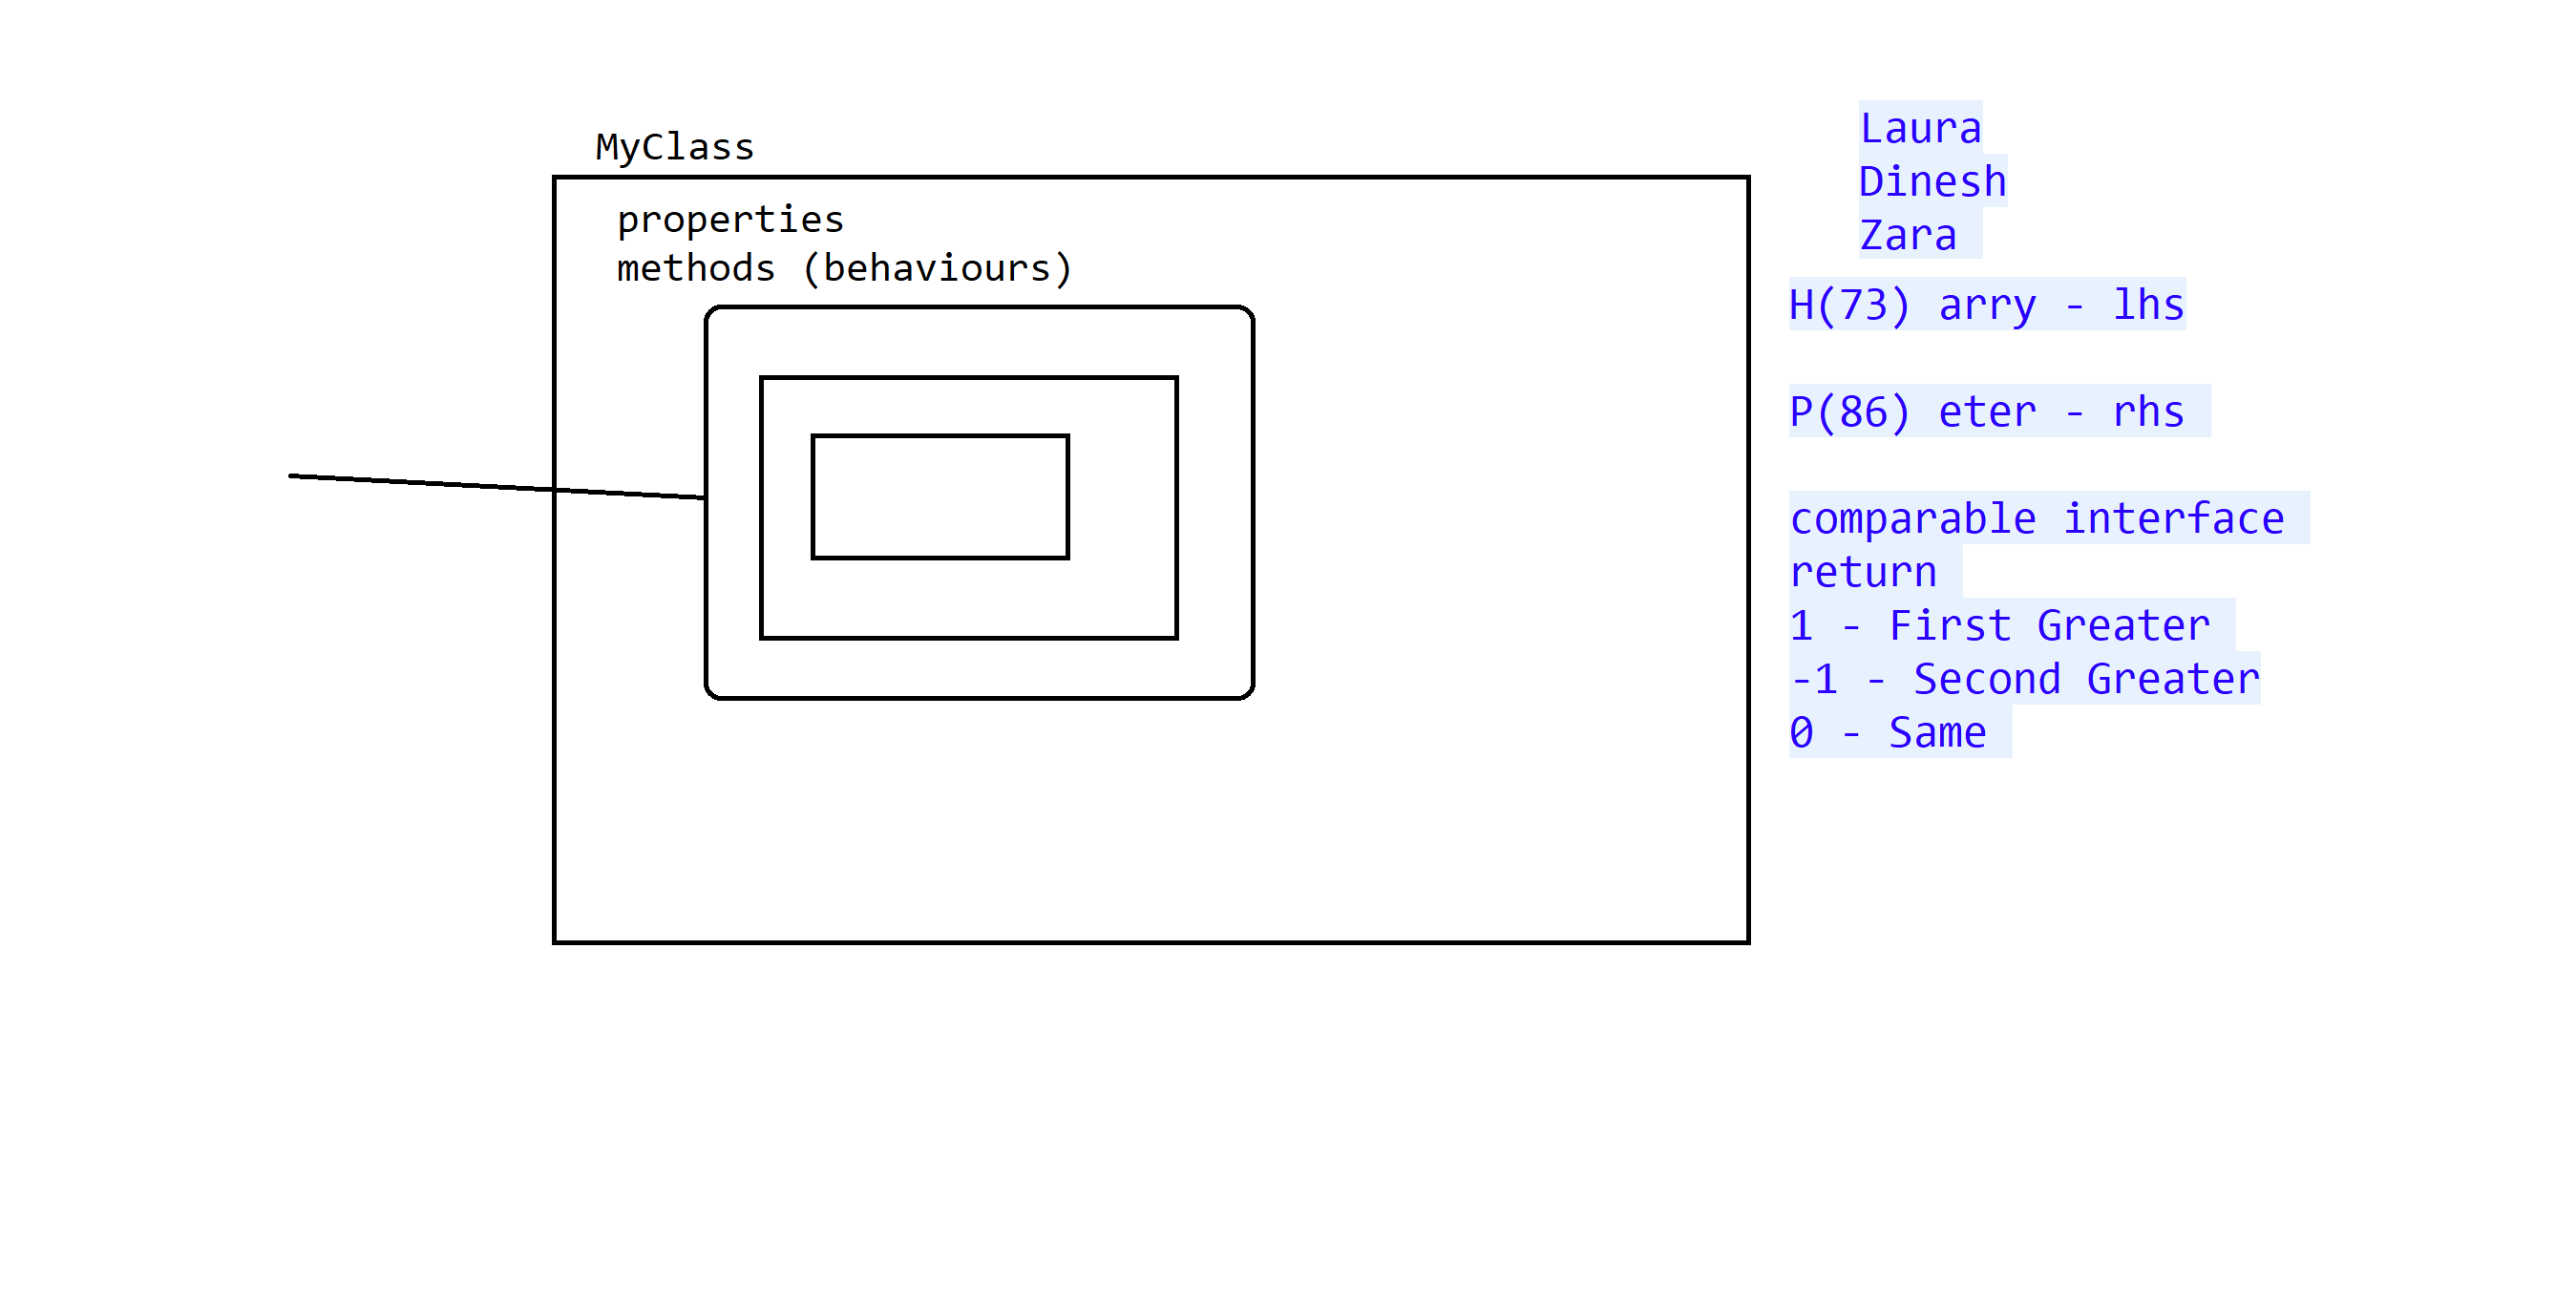 MyClass
properties
methods (behaviours)
Laura
Dinesh
Zara
H(73) arry - lhs
P(86) eter - rhs
comparable interface
return
1 - First Greater
-1 - Second Greater
0 - Same